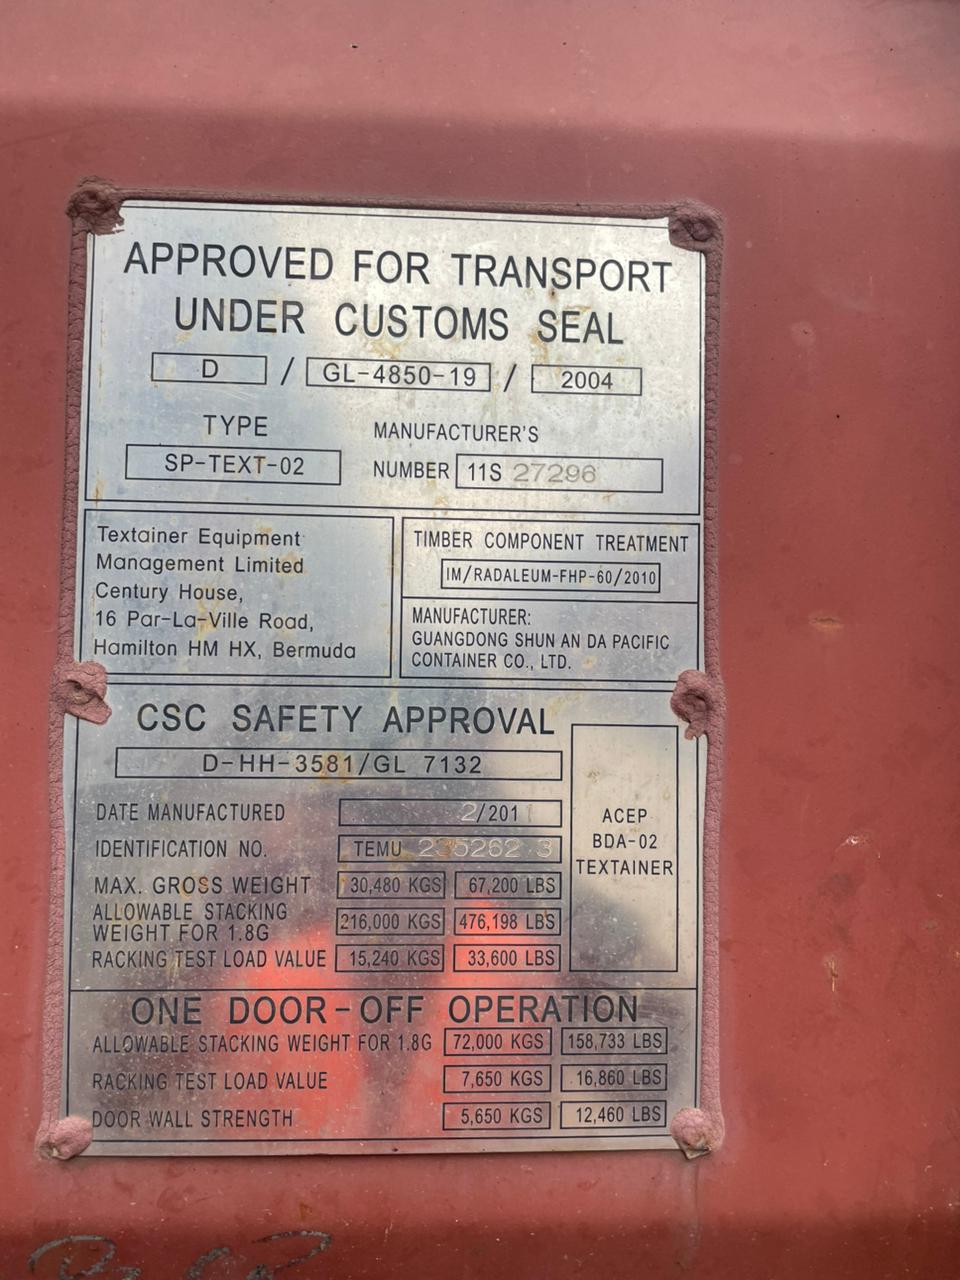 APPROVED FOR TRANSPORT
UNDER CUSTOMS SEAL
D / GL-4850-19 / 2004
TYPE
SP-TEXT-02
MANUFACTURER'S
NUMBER 11S 27296
Textainer Equipment
Management Limited
Century House,
16 Par-La-Ville Road,
Hamilton HM HX, Bermuda
TIMBER COMPONENT TREATMENT
IM/RADALEUM-FHP-60/2010
MANUFACTURER:
GUANGDONG SHUN AN DA PACIFIC
CONTAINER CO., LTD.
CSC SAFETY APPROVAL
D-HH-3581/GL 7132
DATE MANUFACTURED 2/2011
IDENTIFICATION NO. TEMU 235262 3
MAX. GROSS WEIGHT 30,480 KGS 67,200 LBS
ALLOWABLE STACKING
WEIGHT FOR 1.8G 216,000 KGS 476,198 LBS
RACKING TEST LOAD VALUE 15,240 KGS 33,600 LBS
ACEP
BDA-02
TEXTAINER
ONE DOOR-OFF OPERATION
ALLOWABLE STACKING WEIGHT FOR 1.8G 72,000 KGS 158,733 LBS
RACKING TEST LOAD VALUE 7,650 KGS 16,860 LBS
DOOR WALL STRENGTH 5,650 KGS 12,460 LBS